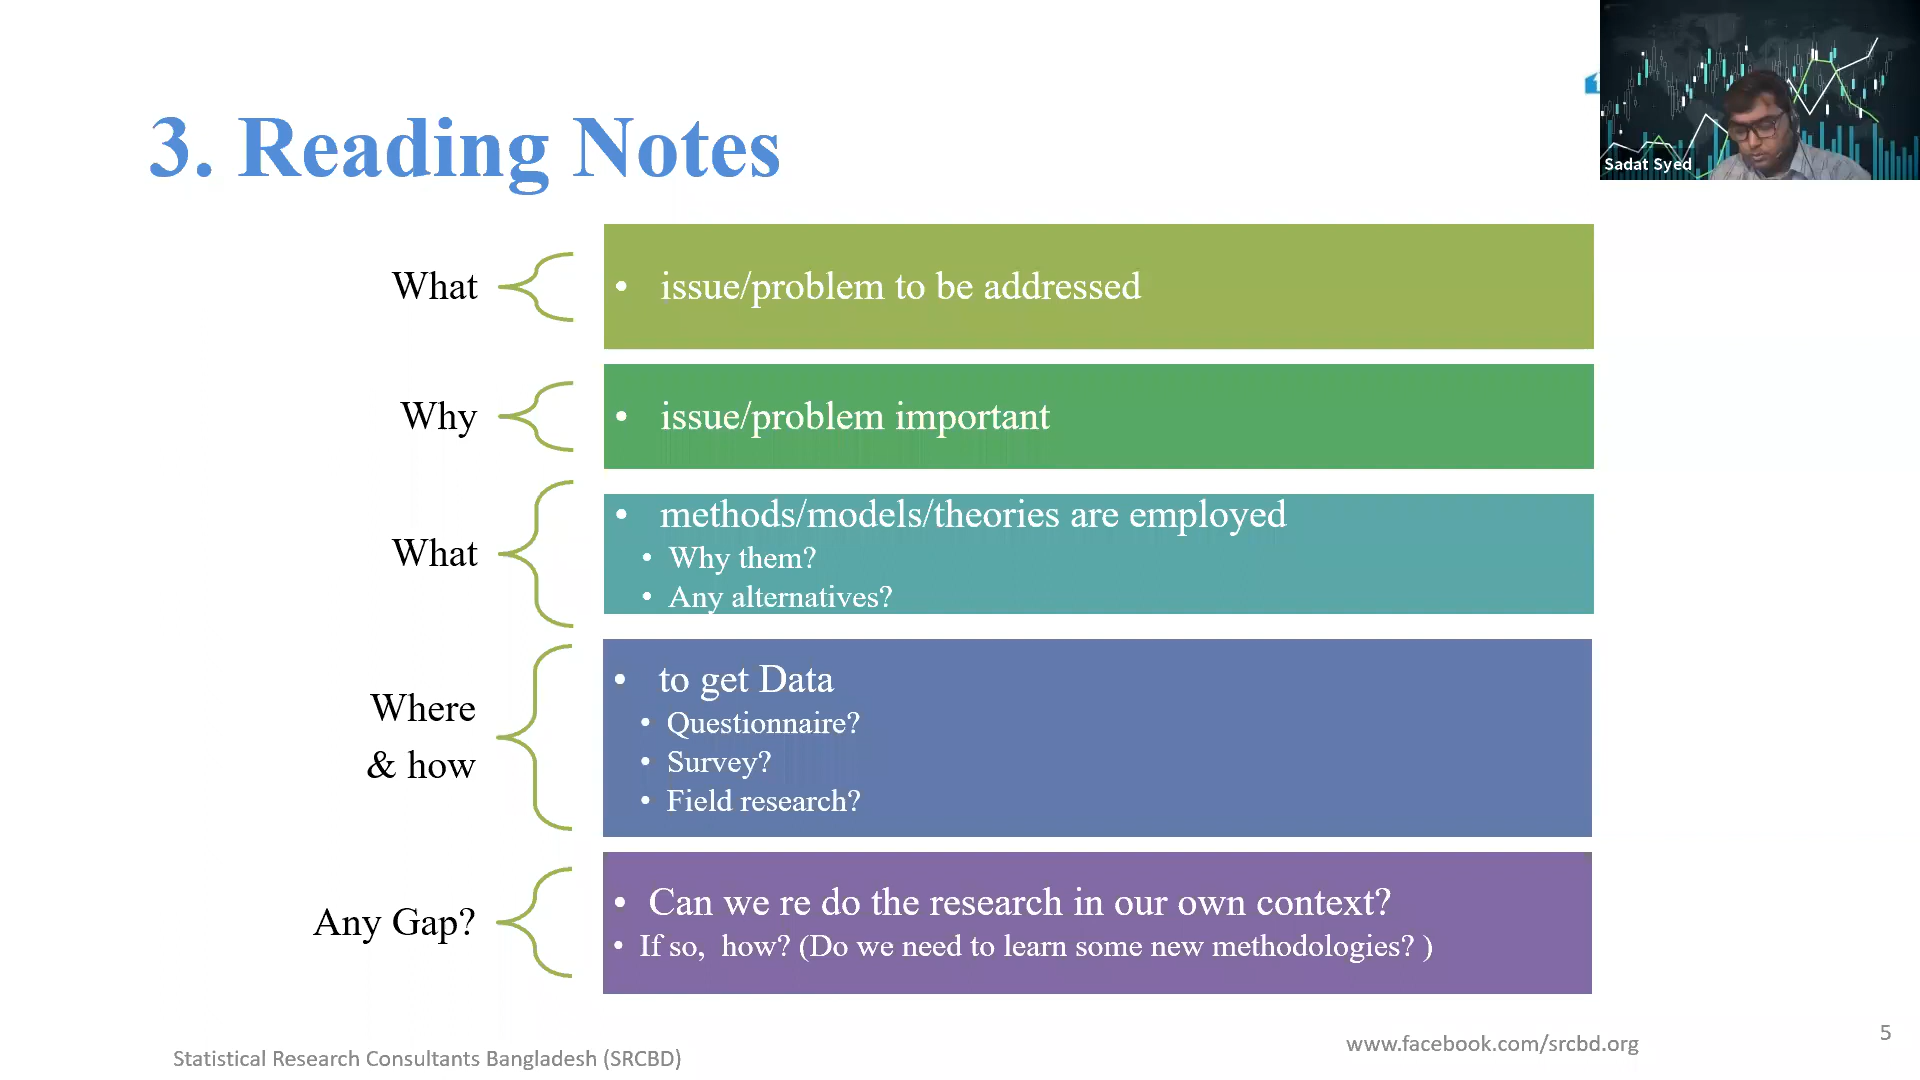 3. Reading Notes
Sadat Syed
What
• issue/problem to be addressed
Why
• issue/problem important
What
• methods/models/theories are employed
• Why them?
• Any alternatives?
Where
& how
• to get Data
• Questionnaire?
• Survey?
• Field research?
Any Gap?
• Can we re do the research in our own context?
• If so, how? (Do we need to learn some new methodologies? )
Statistical Research Consultants Bangladesh (SRCBD)
www.facebook.com/srcbd.org
5